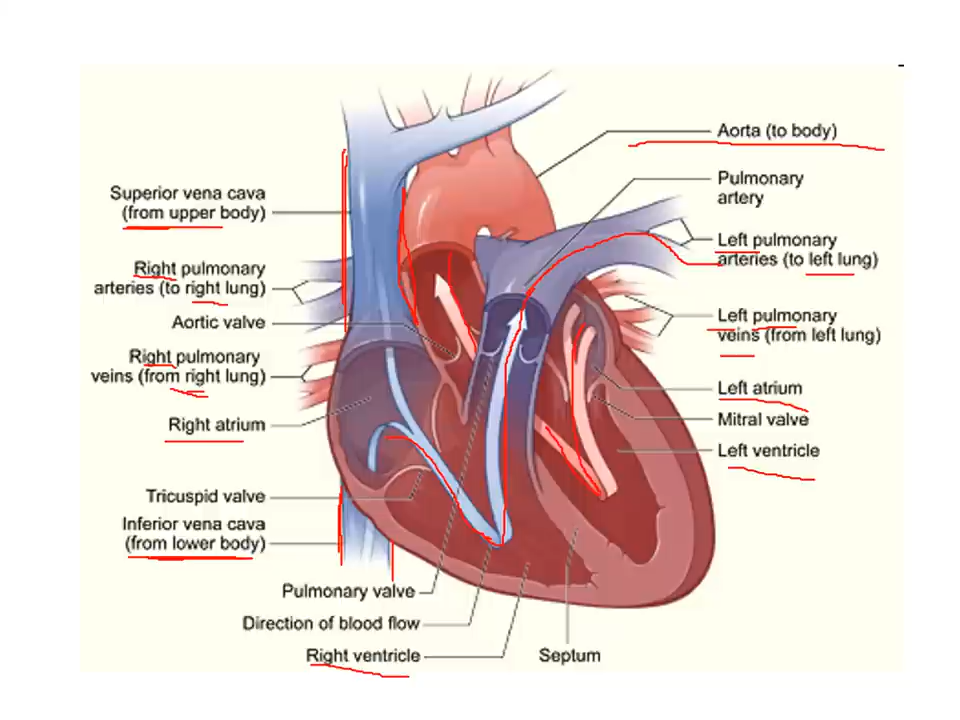 Superior vena cava
(from upper body)
Right pulmonary
arteries (to right lung)
Aortic valve
Right pulmonary
veins (from right lung)
Right atrium
Tricuspid valve
Inferior vena cava
(from lower body)
Pulmonary valve
Direction of blood flow
Right ventricle
Septum
Aorta (to body)
Pulmonary
artery
Left pulmonary
arteries (to left lung)
Left pulmonary
veins (from left lung)
Left atrium
Mitral valve
Left ventricle